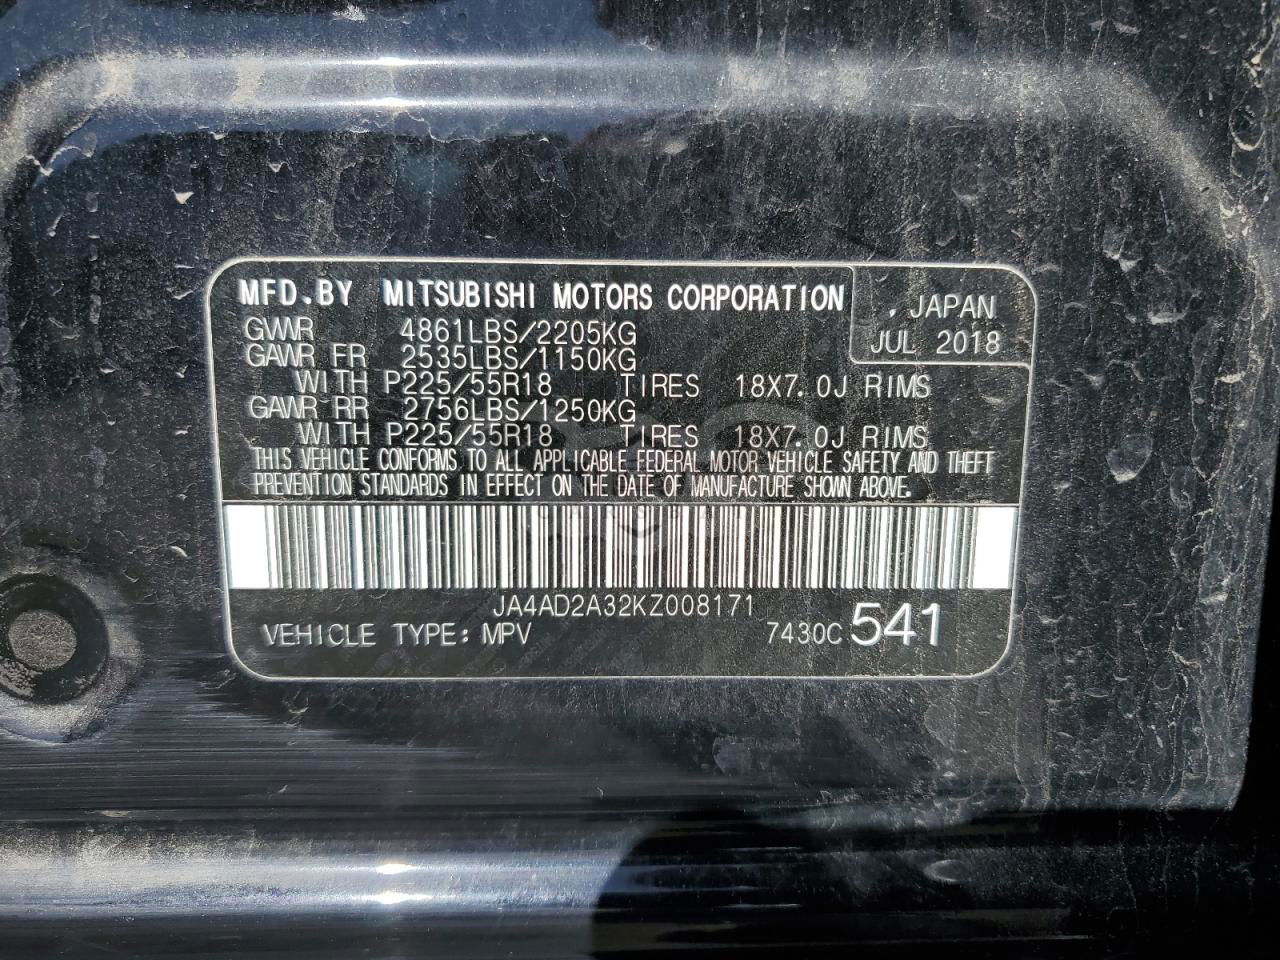 MFD.BY MITSUBISHI MOTORS CORPORATION
, JAPAN
JUL 2018
GVWR 4861LBS/2205KG
GAWR FR 2535LBS/1150KG
WITH P225/55R18 TIRES 18X7.0J RIMS
GAWR RR 2756LBS/1250KG
WITH P225/55R18 TIRES 18X7.0J RIMS
THIS VEHICLE CONFORMS TO ALL APPLICABLE FEDERAL MOTOR VEHICLE SAFETY AND THEFT
PREVENTION STANDARDS IN EFFECT ON THE DATE OF MANUFACTURE SHOWN ABOVE.
JA4AD2A32KZ008171
VEHICLE TYPE: MPV 7430C 541